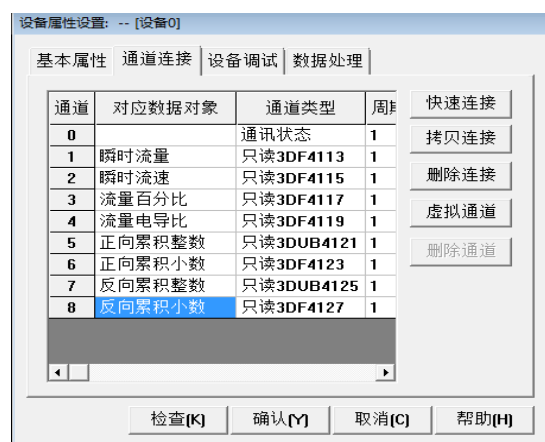 设备属性设置: -- [设备0]
基本属性 通道连接 设备调试 数据处理
通道 对应数据对象 通道类型 周期
0 通讯状态 1
1 瞬时流量 只读3DF4113 1
2 瞬时流速 只读3DF4115 1
3 流量百分比 只读3DF4117 1
4 流量电导比 只读3DF4119 1
5 正向累积整数 只读3DUB4121 1
6 正向累积小数 只读3DF4123 1
7 反向累积整数 只读3DUB4125 1
8 反向累积小数 只读3DF4127 1
快速连接
拷贝连接
删除连接
虚拟通道
删除通道
检查(K) 确认(Y) 取消(C) 帮助(H)